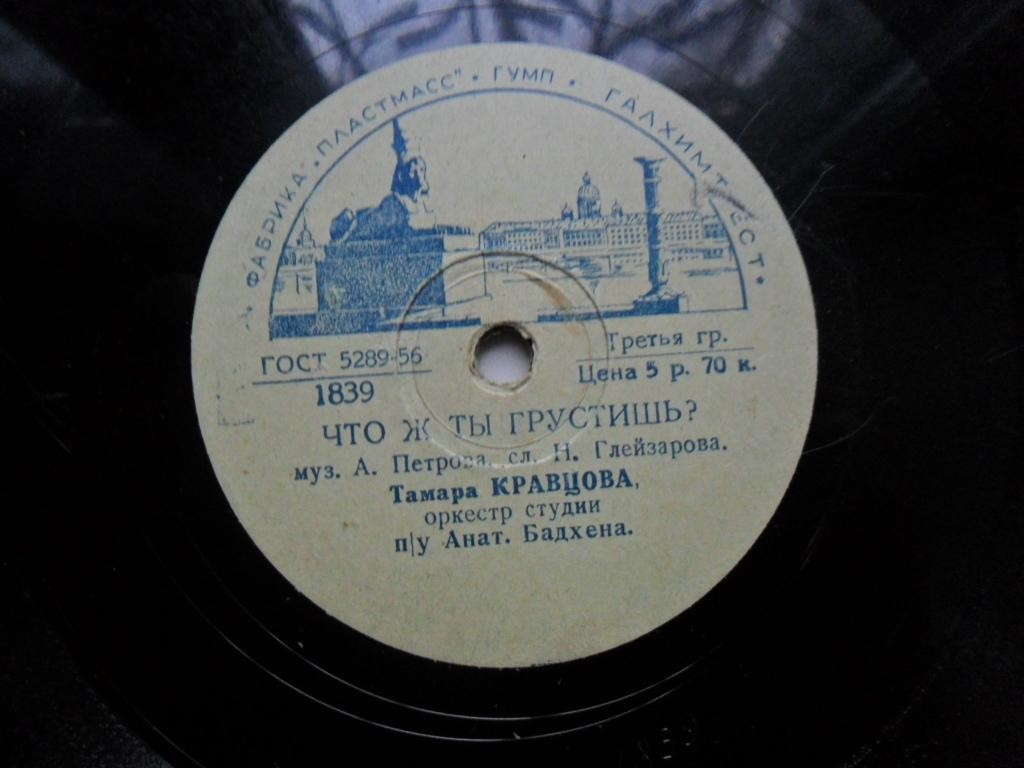 ФАБРИКА „ПЛАСТМАСС" • ГУМП • ГАЛХИМТРЕСТ •
ГОСТ 5289-56
1839
Третья гр.
Цена 5 р. 70 к.
ЧТО Ж ТЫ ГРУСТИШЬ?
муз. А. Петрова, сл. Н. Глейзарова.
Тамара КРАВЦОВА,
оркестр студии
п/у Анат. Бадхена.